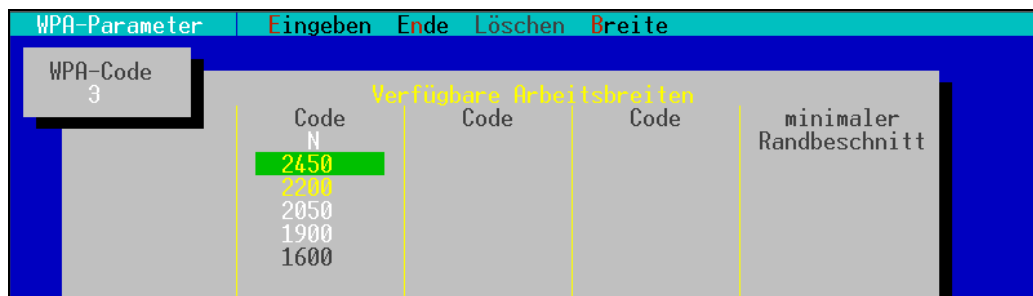 WPA-Parameter Eingeben Ende Löschen Breite
WPA-Code
3
Verfügbare Arbeitsbreiten
Code Code Code minimaler
N Randbeschnitt
2450
2200
2050
1900
1600